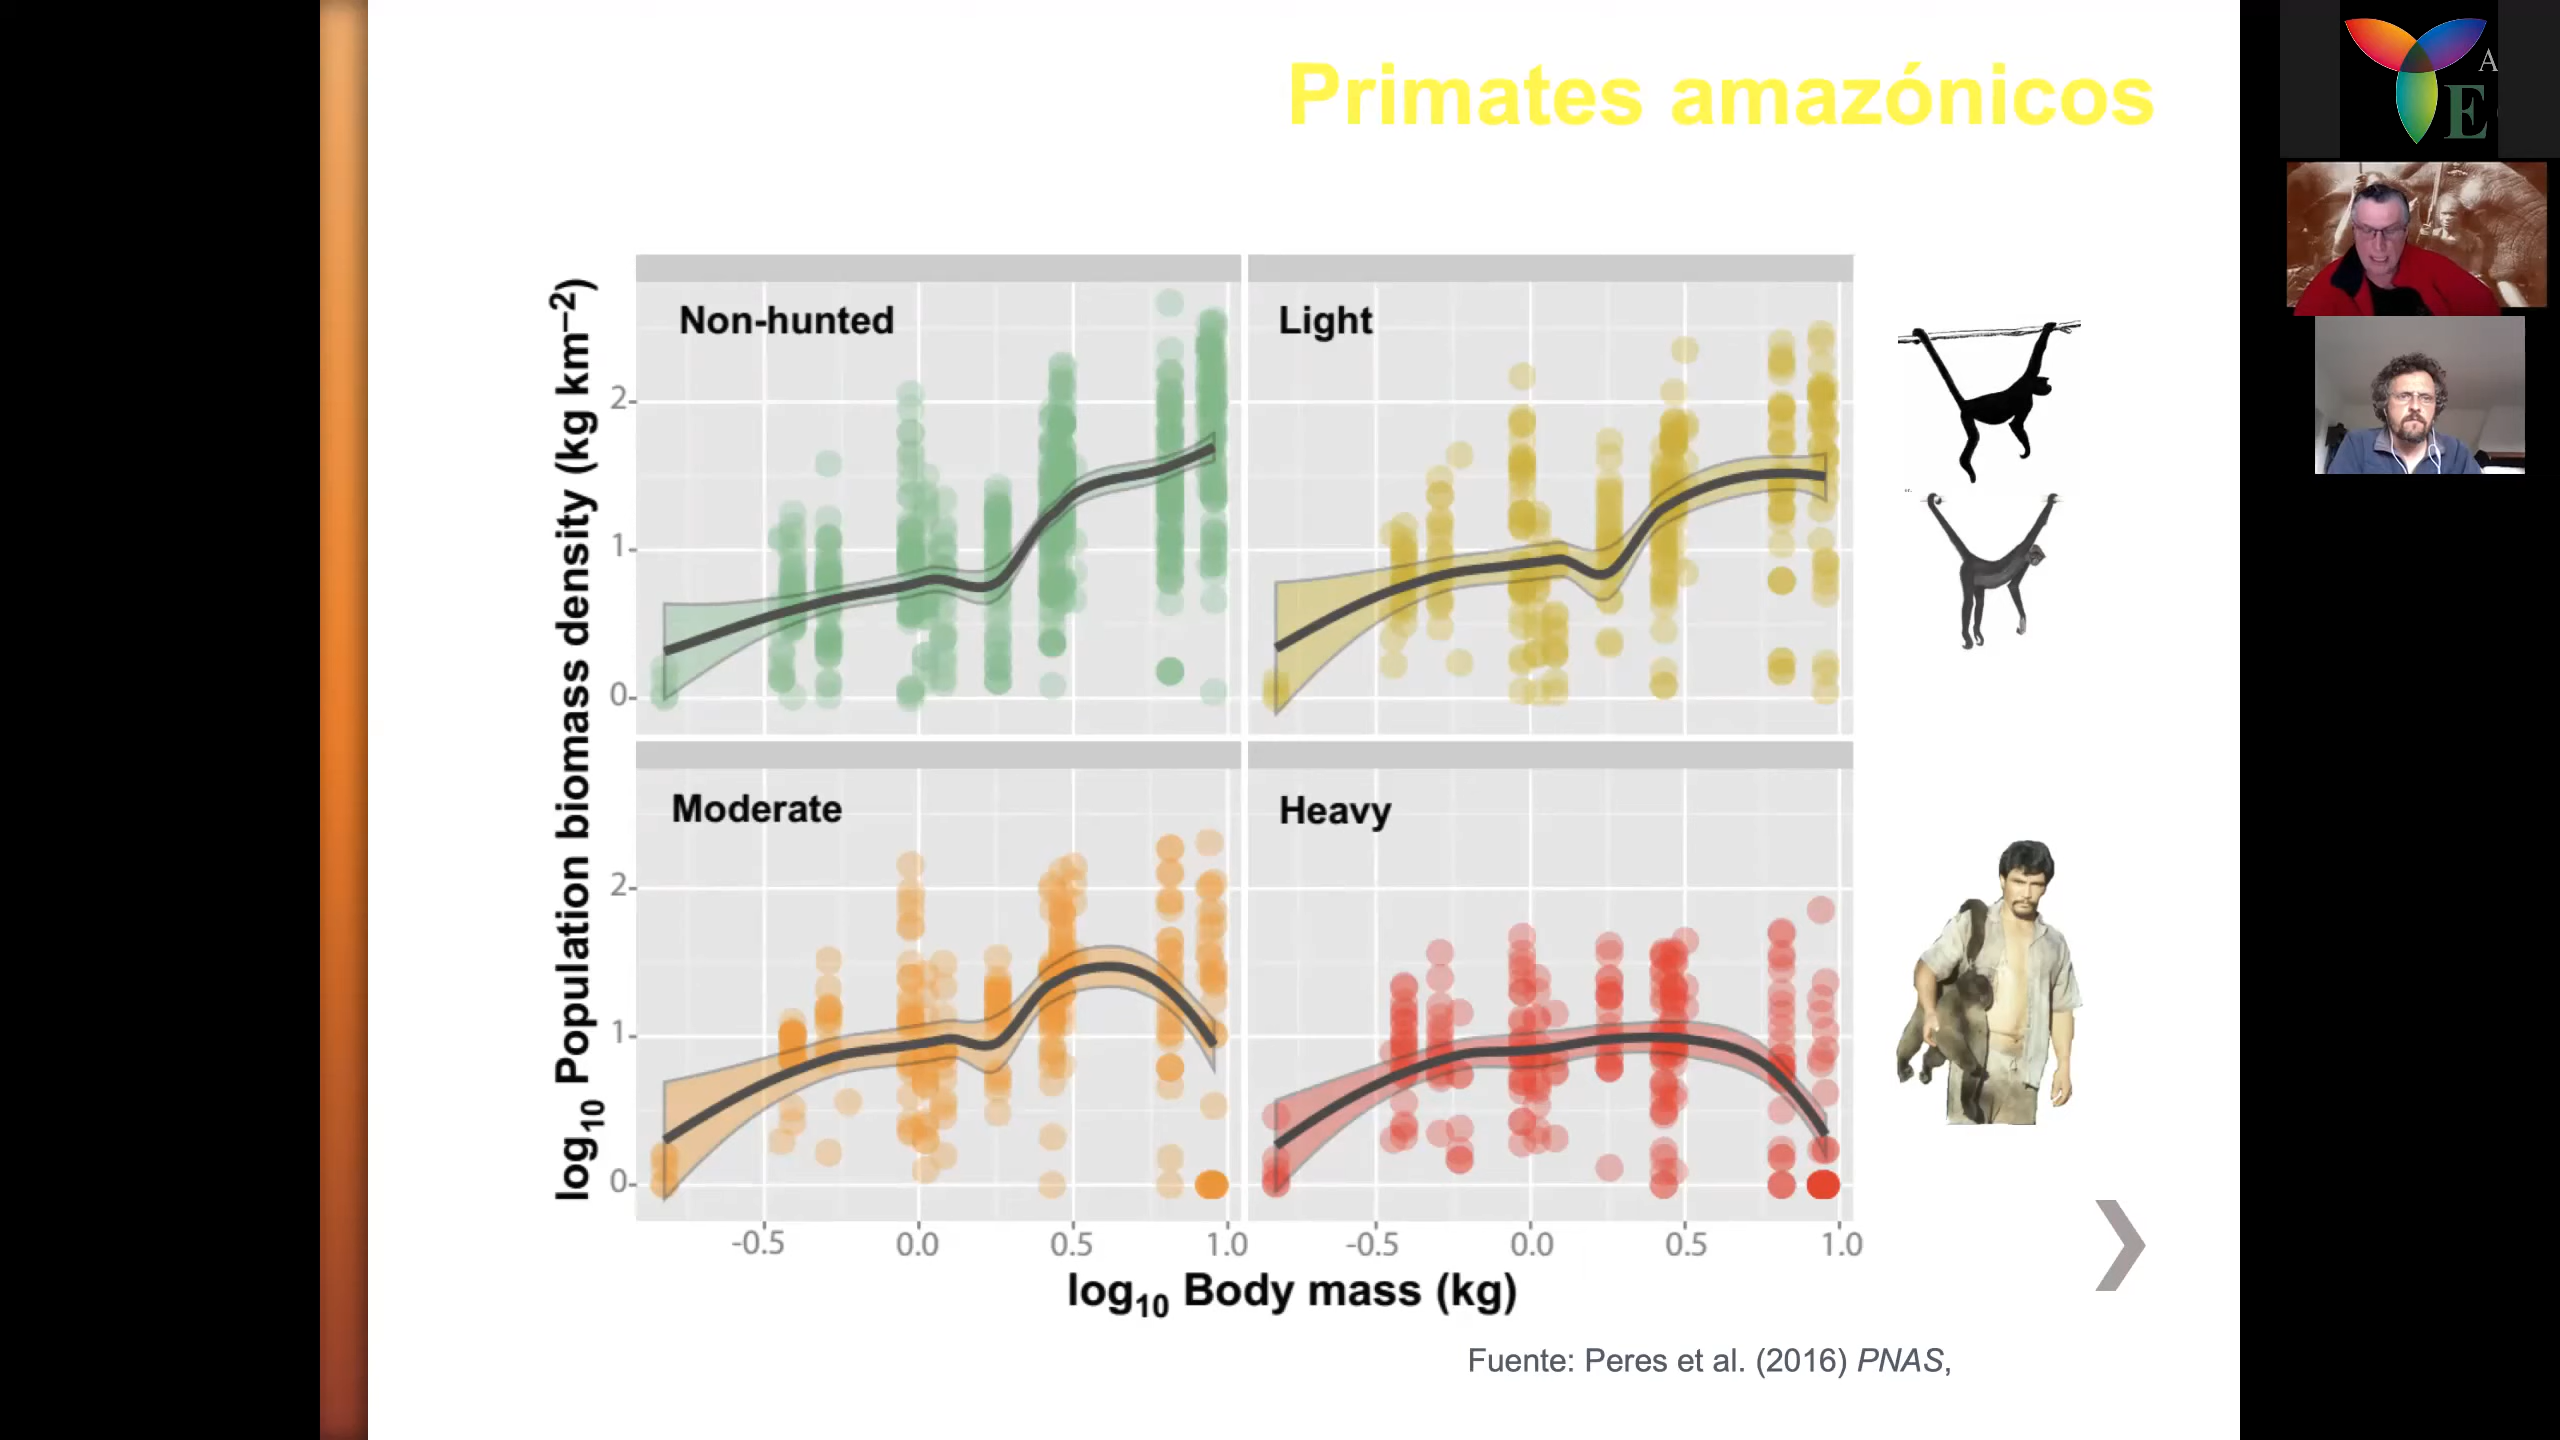 Primates amazónicos
A
E
log10 Population biomass density (kg km−2)
Non-hunted
Light
2
1
0
Moderate
Heavy
2
1
0
-0.5 0.0 0.5 1.0 -0.5 0.0 0.5 1.0
log10 Body mass (kg)
Fuente: Peres et al. (2016) PNAS,